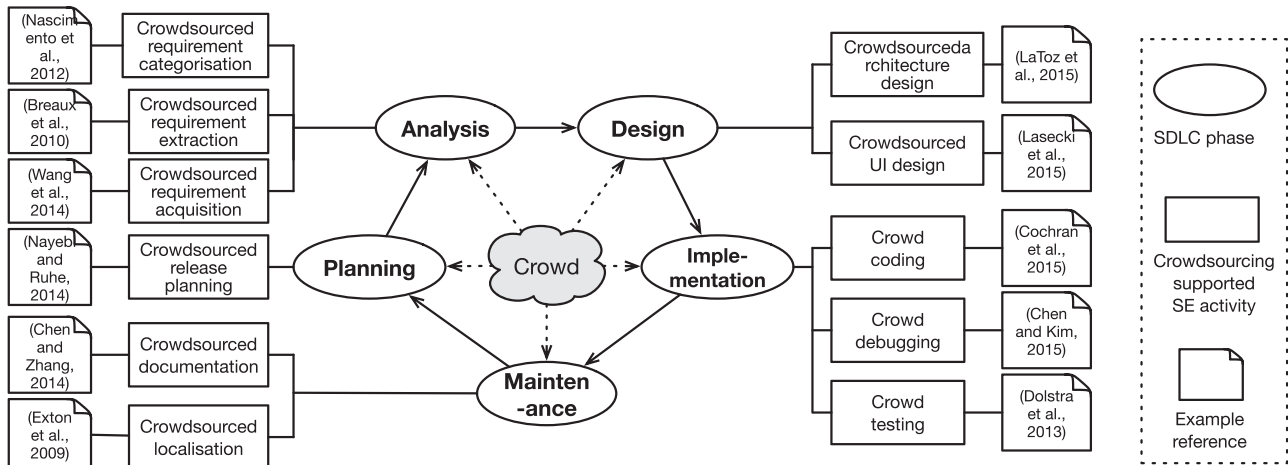 (Nascim
ento et
al.,
2012)
Crowdsourced
requirement
categorisation
(Breaux
et al.,
2010)
Crowdsourced
requirement
extraction
(Wang
et al.,
2014)
Crowdsourced
requirement
acquisition
(Nayebi
and
Ruhe,
2014)
Crowdsourced
release
planning
(Chen
and
Zhang,
2014)
Crowdsourced
documentation
(Exton
et al.,
2009)
Crowdsourced
localisation
Analysis
Design
Planning
Crowd
Imple-
mentation
Mainten
-ance
Crowdsourceda
rchitecture
design
(LaToz
et al.,
2015)
Crowdsourced
UI design
(Lasecki
et al.,
2015)
Crowd
coding
(Cochran
et al.,
2015)
Crowd
debugging
(Chen
and Kim,
2015)
Crowd
testing
(Dolstra
et al.,
2013)
SDLC phase
Crowdsourcing
supported
SE activity
Example
reference